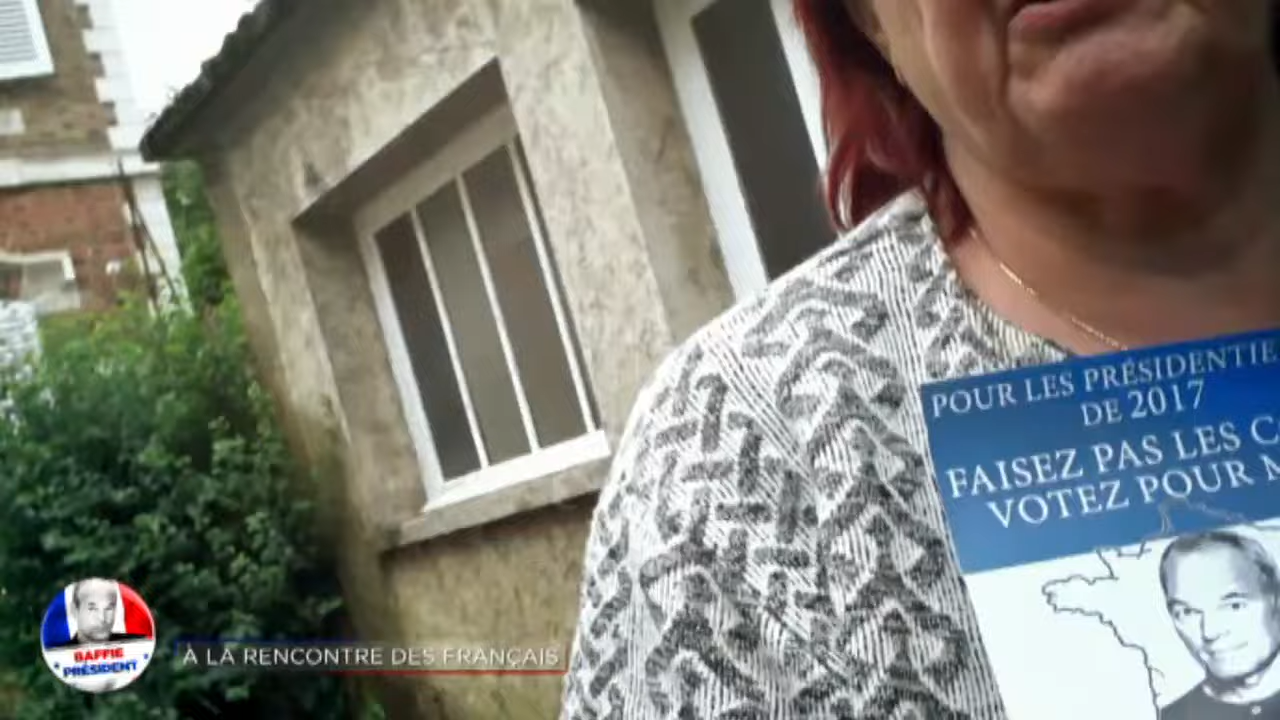 POUR LES PRÉSIDENTIE
DE 2017
FAISEZ PAS LES C
VOTEZ POUR
BAFFIE
PRÉSIDENT
À LA RENCONTRE DES FRANÇAIS